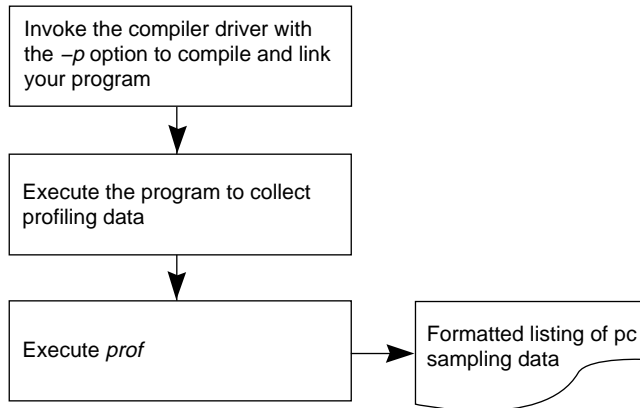 Invoke the compiler driver with
the –p option to compile and link
your program
Execute the program to collect
profiling data
Execute prof
Formatted listing of pc
sampling data